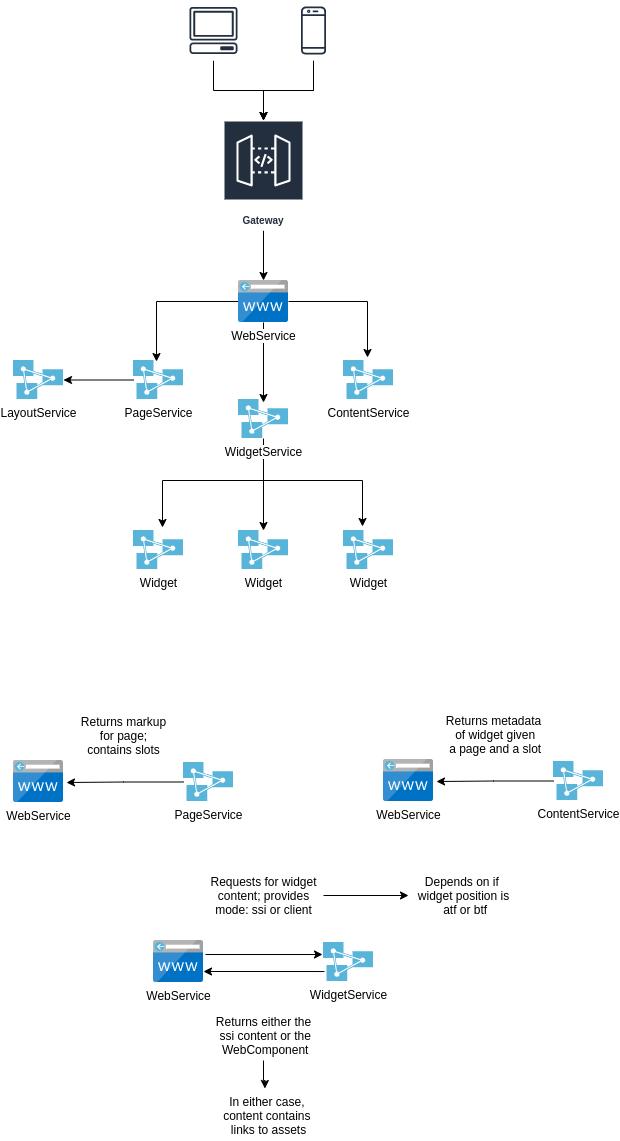 Gateway
WWW
WebService
LayoutService
PageService
ContentService
WidgetService
Widget
Widget
Widget
Returns markup
for page;
contains slots
WWW
WebService
PageService
Returns metadata
of widget given
a page and a slot
WWW
WebService
ContentService
Requests for widget
content; provides
mode: ssi or client
Depends on if
widget position is
atf or btf
WWW
WebService
WidgetService
Returns either the
ssi content or the
WebComponent
In either case,
content contains
links to assets